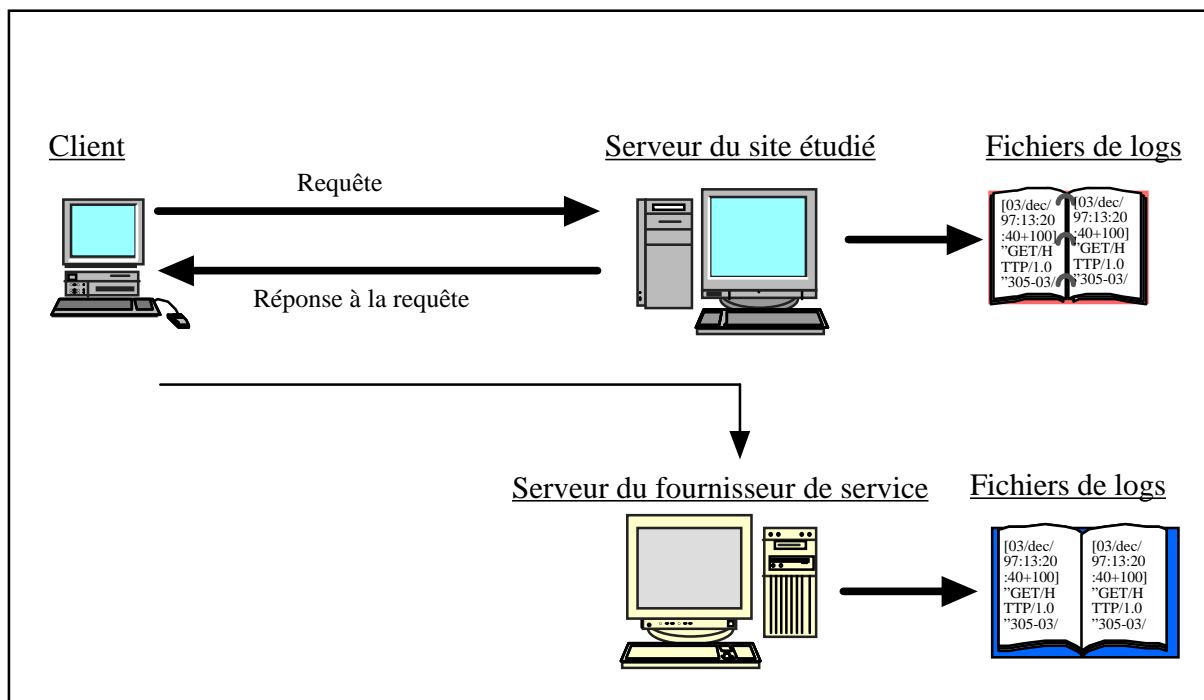 Client
Serveur du site étudié
Fichiers de logs
Requête
Réponse à la requête
[03/dec/
97:13:20
:40+100]
"GET/H
TTP/1.0
"305-03/
[03/dec/
97:13:20
:40+100]
"GET/H
TTP/1.0
"305-03/
Serveur du fournisseur de service
Fichiers de logs
[03/dec/
97:13:20
:40+100]
"GET/H
TTP/1.0
"305-03/
[03/dec/
97:13:20
:40+100]
"GET/H
TTP/1.0
"305-03/